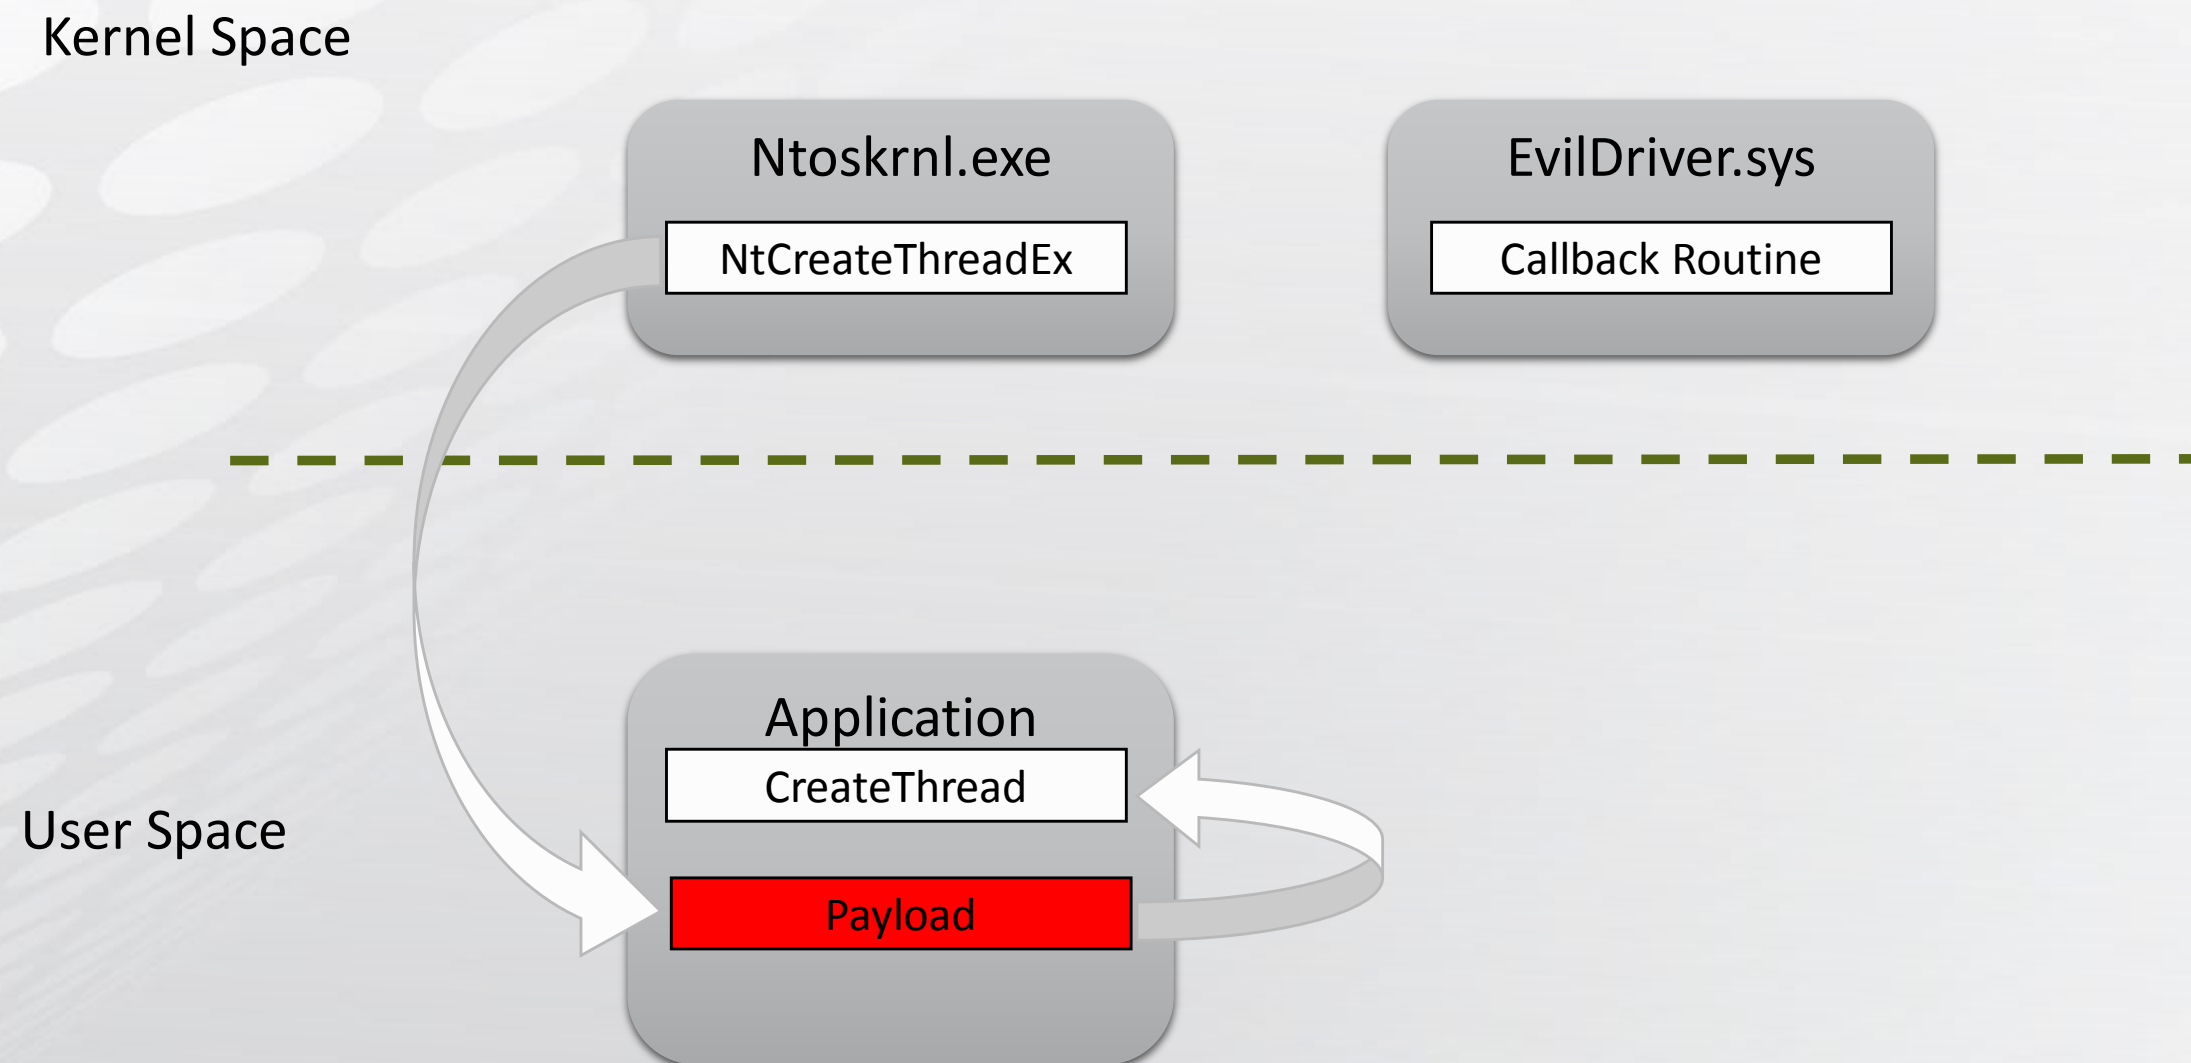 Kernel Space
Ntoskrnl.exe
NtCreateThreadEx
EvilDriver.sys
Callback Routine
Application
CreateThread
User Space
Payload